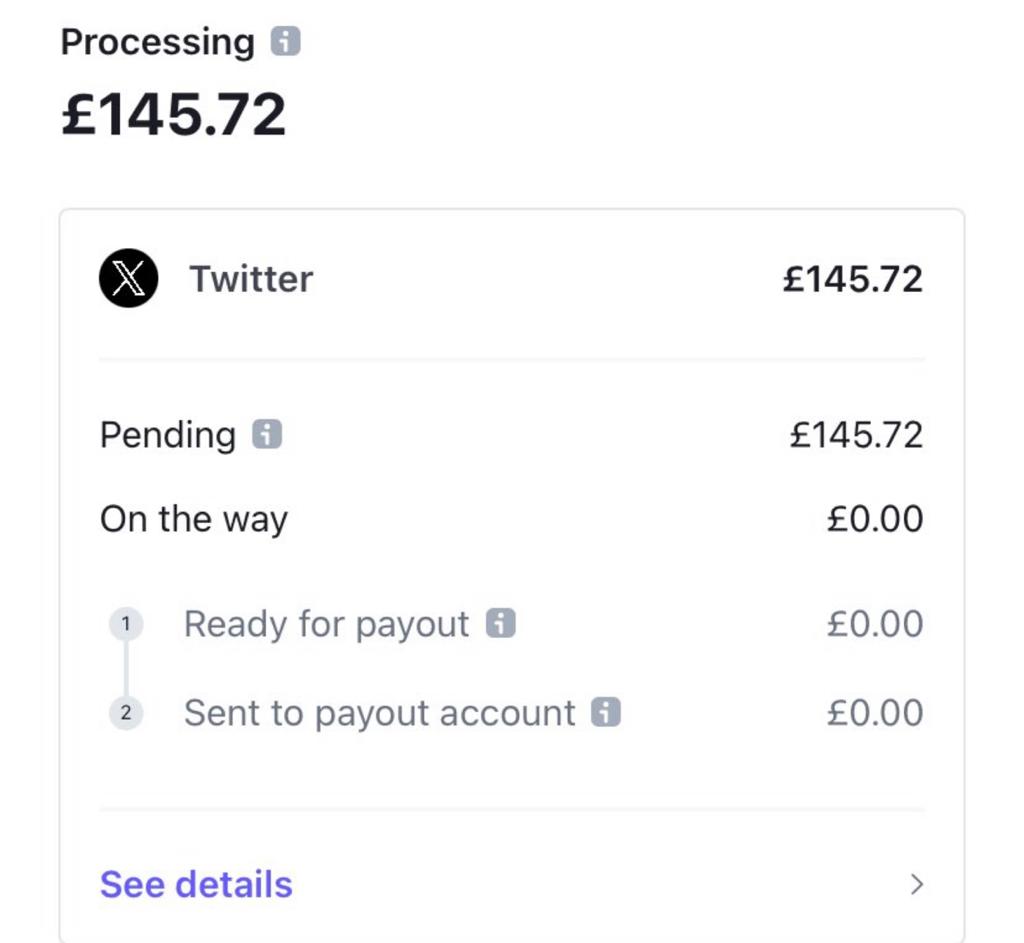 Processing
£145.72
Twitter £145.72
Pending £145.72
On the way £0.00
1 Ready for payout £0.00
2 Sent to payout account £0.00
See details